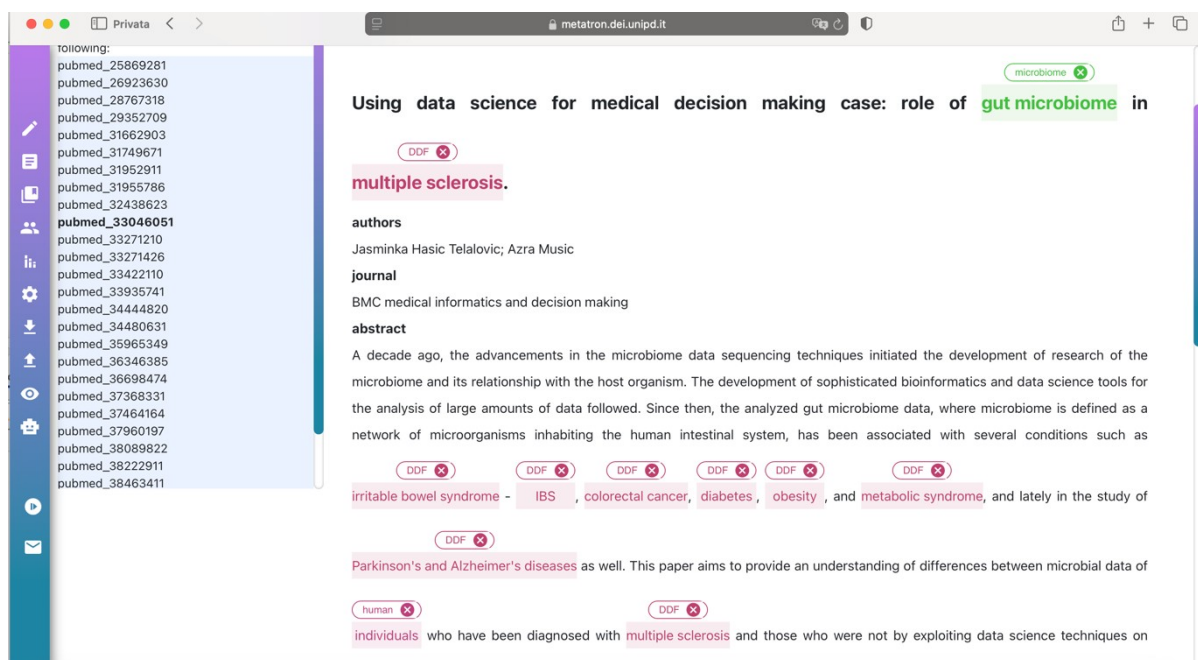 Privata
metatron.dei.unipd.it
following:
pubmed_25869281
pubmed_26923630
pubmed_28767318
pubmed_29352709
pubmed_31662903
pubmed_31749671
pubmed_31952911
pubmed_31955786
pubmed_32438623
pubmed_33046051
pubmed_33271210
pubmed_33271426
pubmed_33422110
pubmed_33935741
pubmed_34444820
pubmed_34480631
pubmed_35965349
pubmed_36346385
pubmed_36698474
pubmed_37368331
pubmed_37464164
pubmed_37960197
pubmed_38089822
pubmed_38222911
pubmed_38463411
microbiome
Using data science for medical decision making case: role of gut microbiome in
DDF
multiple sclerosis.
authors
Jasminka Hasic Telalovic; Azra Music
journal
BMC medical informatics and decision making
abstract
A decade ago, the advancements in the microbiome data sequencing techniques initiated the development of research of the
microbiome and its relationship with the host organism. The development of sophisticated bioinformatics and data science tools for
the analysis of large amounts of data followed. Since then, the analyzed gut microbiome data, where microbiome is defined as a
network of microorganisms inhabiting the human intestinal system, has been associated with several conditions such as
DDF DDF DDF DDF DDF DDF
irritable bowel syndrome - IBS , colorectal cancer, diabetes , obesity , and metabolic syndrome, and lately in the study of
DDF
Parkinson's and Alzheimer's diseases as well. This paper aims to provide an understanding of differences between microbial data of
human DDF
individuals who have been diagnosed with multiple sclerosis and those who were not by exploiting data science techniques on